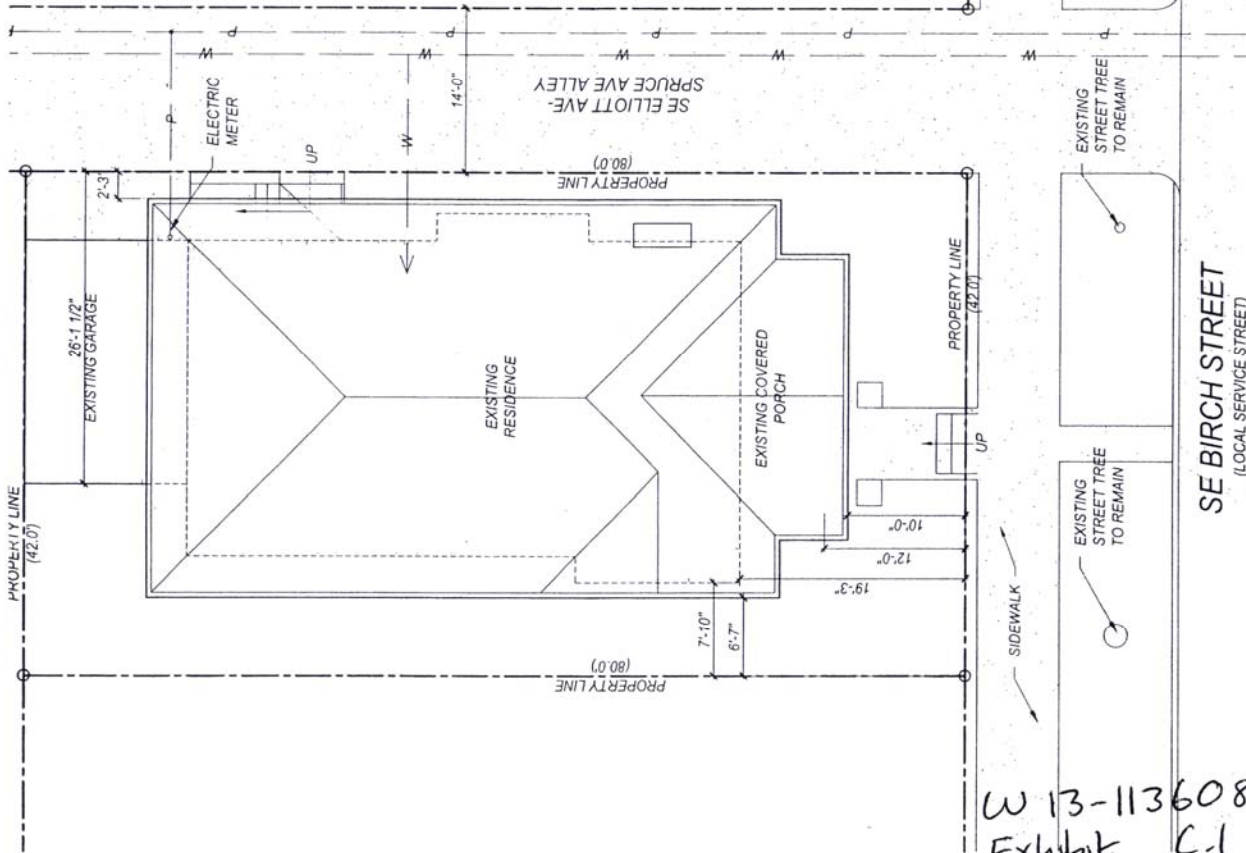 P P P P P
W W W W W
SE ELLIOTT AVE-
SPRUCE AVE ALLEY
14'-0"
P
ELECTRIC
METER
UP
W
2'-3"
PROPERTY LINE
(80.0')
26'-1 1/2"
EXISTING GARAGE
EXISTING
RESIDENCE
EXISTING COVERED
PORCH
PROPERTY LINE
(42.0')
PROPERTY LINE
(42.0')
UP
10'-0"
12'-0"
19'-3"
7'-10"
6'-7"
PROPERTY LINE
(80.0')
SIDEWALK
EXISTING
STREET TREE
TO REMAIN
EXISTING
STREET TREE
TO REMAIN
SE BIRCH STREET
(LOCAL SERVICE STREET)
W 13-113608
Exhibit C-1